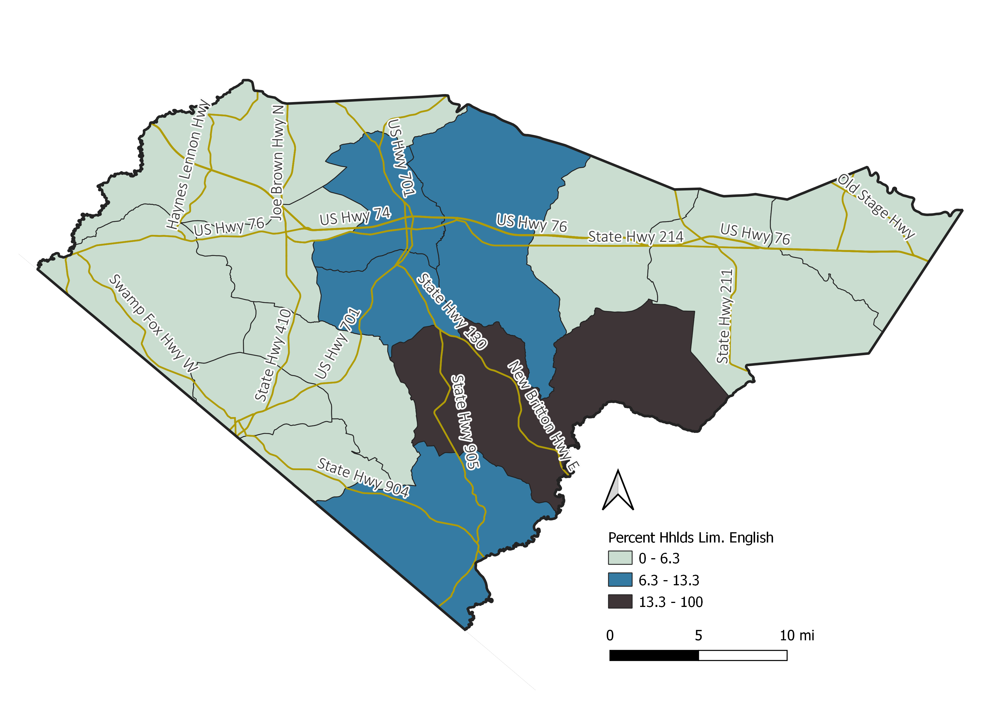 Haynes Lennon Hwy
Joe Brown Hwy N
US Hwy 701
Old Stage Hwy
US Hwy 76
US Hwy 74
US Hwy 76
State Hwy 214
US Hwy 76
Swamp Fox Hwy W
State Hwy 410
US Hwy 701
State Hwy 130
State Hwy 211
New Britton Hwy E
State Hwy 905
State Hwy 904
Percent Hhlds Lim. English
0 - 6.3
6.3 - 13.3
13.3 - 100
0 5 10 mi